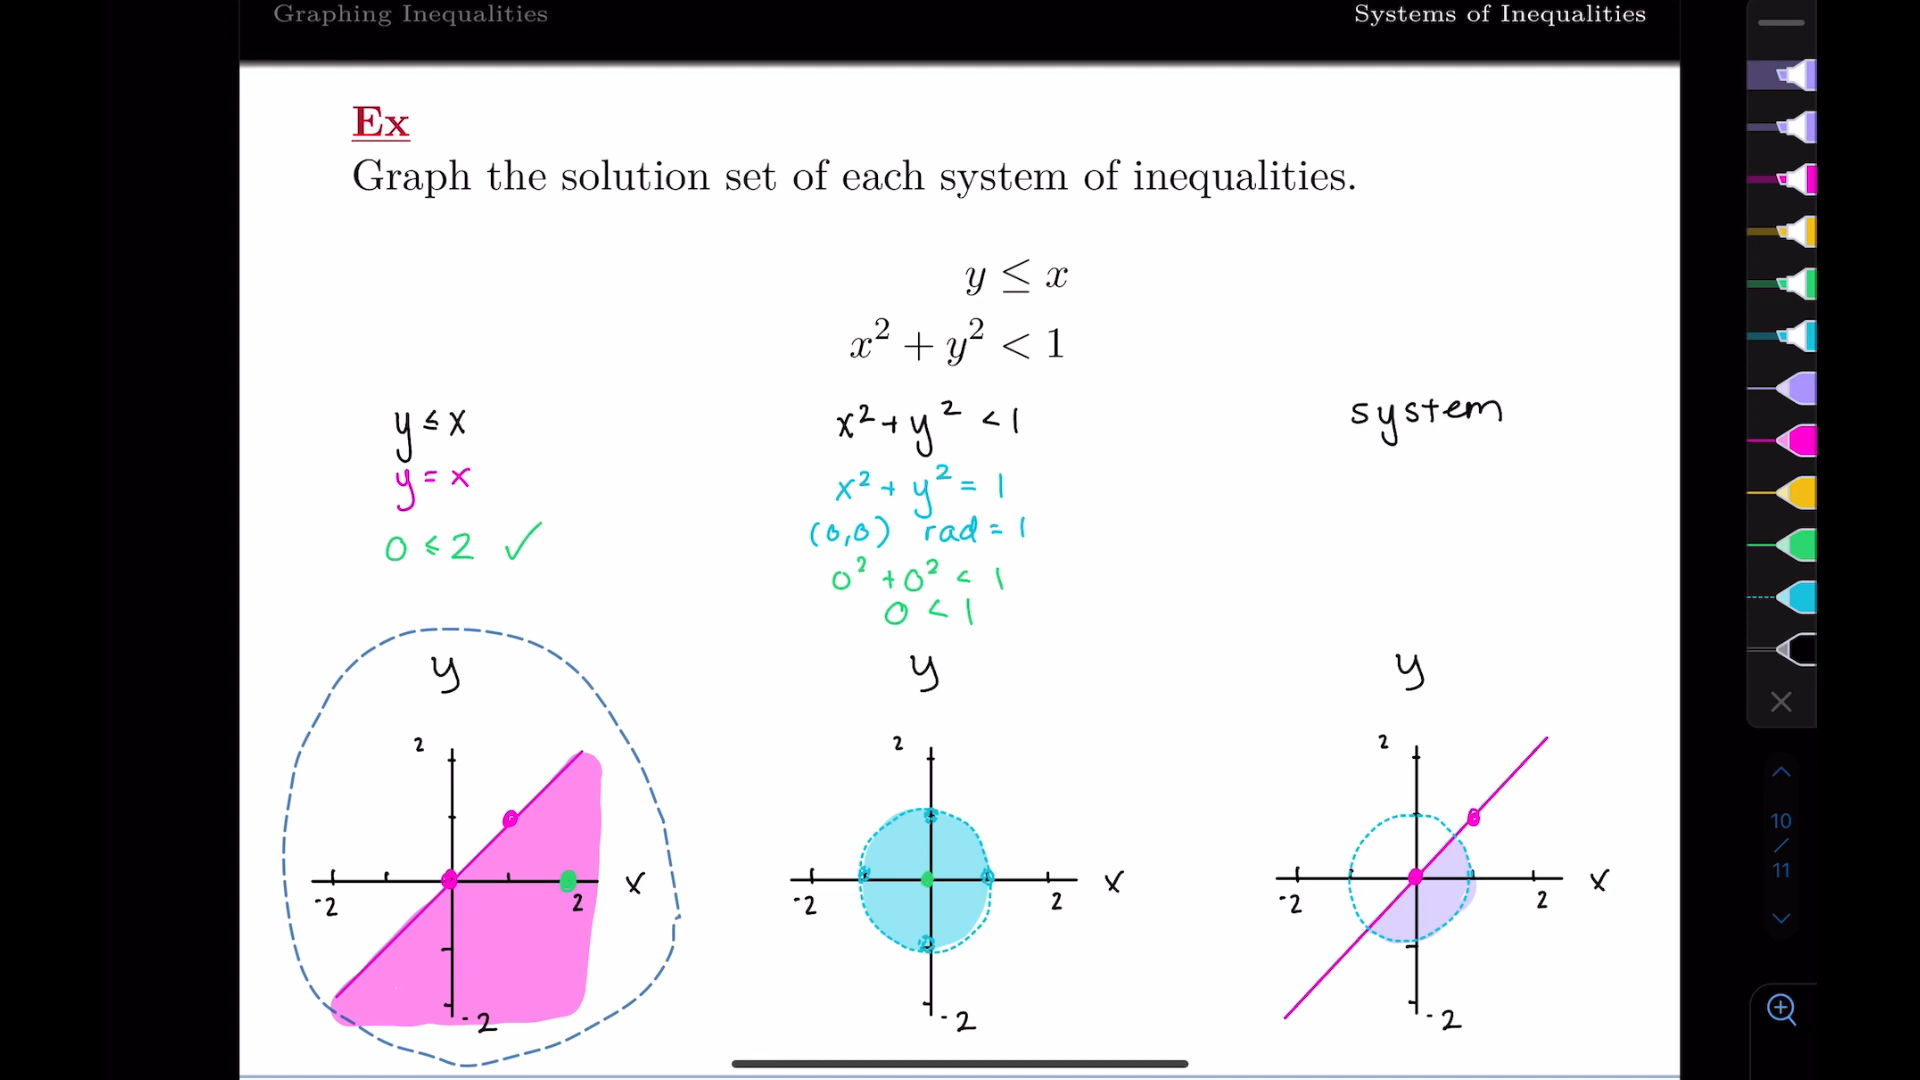 Graphing Inequalities
Systems of Inequalities
Ex
Graph the solution set of each system of inequalities.
y ≤ x
x² + y² < 1
y ≤ x
y = x
0 ≤ 2 ✓
x² + y² < 1
x² + y² = 1
(0,0) rad = 1
0² + 0² < 1
0 < 1
system
y
2
-2
2
x
-2
y
2
-2
2
x
-2
y
2
-2
2
x
-2
10
/
11